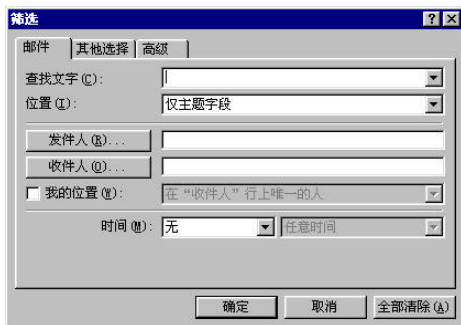 筛选
邮件 其他选择 高级
查找文字(C):
位置(I): 仅主题字段
发件人(R)...
收件人(O)...
我的位置(W): 在“收件人”行上唯一的人
时间(M): 无 任意时间
确定 取消 全部清除(A)